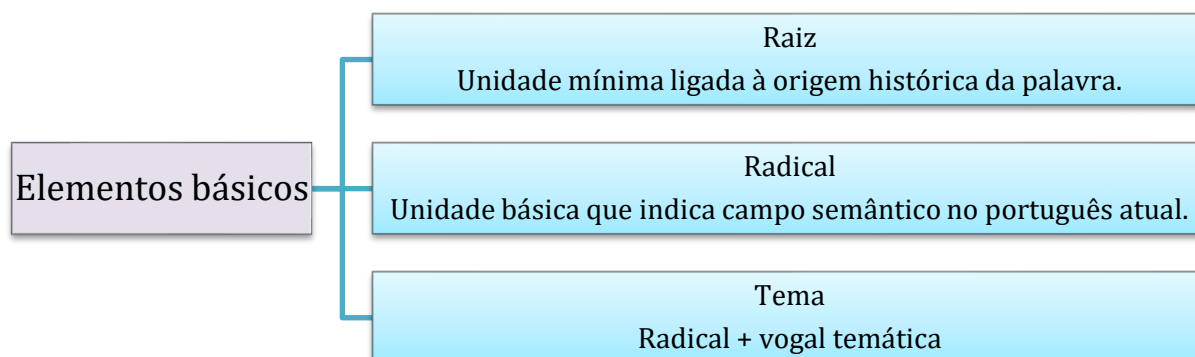 Elementos básicos
Raiz
Unidade mínima ligada à origem histórica da palavra.
Radical
Unidade básica que indica campo semântico no português atual.
Tema
Radical + vogal temática